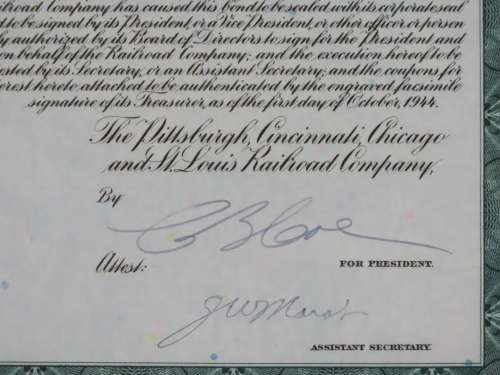 ilroad Company has caused this bond to be sealed with its corporate seal
to be signed by its President, or a Vice President, or other officer or person
ly authorized by its Board of Directors to sign for the President and
on behalf of the Railroad Company; and the execution hereof to be
ested by its Secretary, or an Assistant Secretary; and the coupons for
erest hereto attached to be authenticated by the engraved facsimile
signature of its Treasurer, as of the first day of October, 1944.
The Pittsburgh, Cincinnati, Chicago
and St. Louis Railroad Company,
By
Attest:
FOR PRESIDENT.
ASSISTANT SECRETARY.